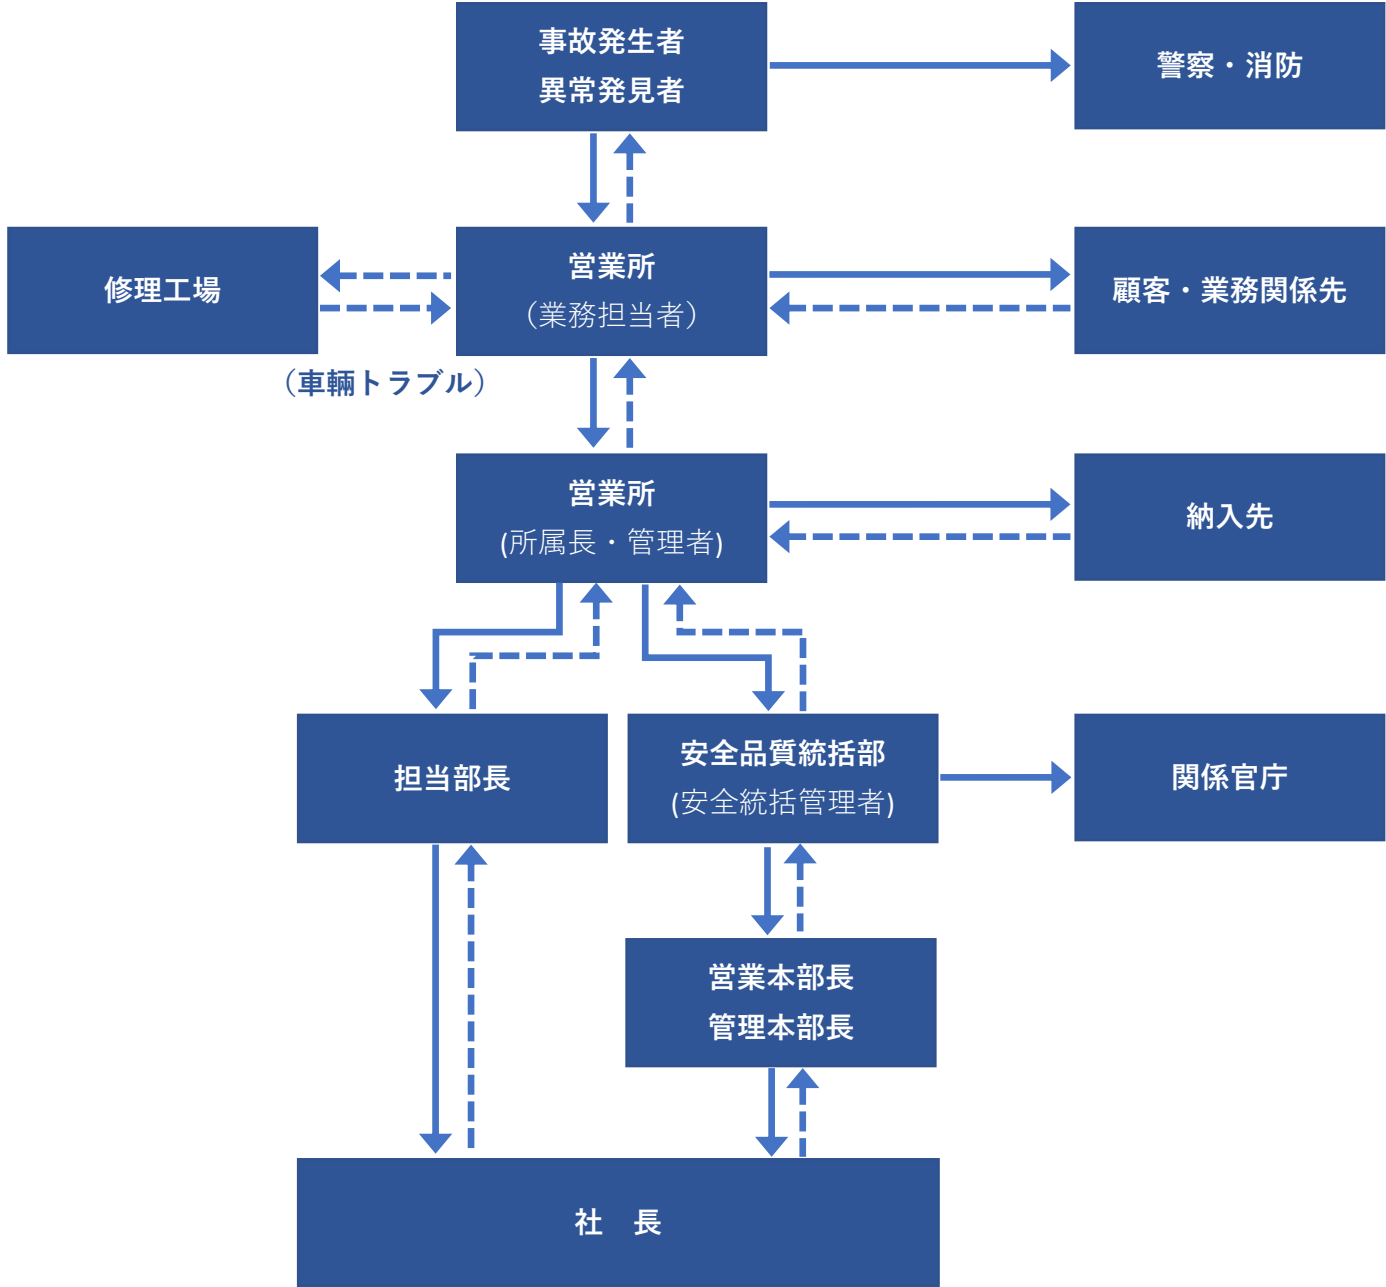 事故発生者
異常発見者
警察・消防
修理工場
営業所
（業務担当者）
顧客・業務関係先
（車輛トラブル）
営業所
(所属長・管理者)
納入先
担当部長
安全品質統括部
(安全統括管理者)
関係官庁
営業本部長
管理本部長
社　長